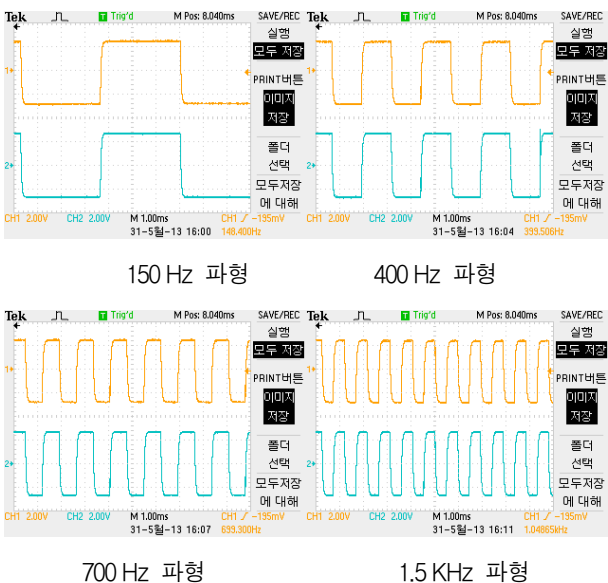 Tek T Trig'd M Pos: 8.040ms SAVE/REC
실행
모두 저장
1+
PRINT버튼
이미지
저장
폴더
2+
선택
모두저장
에 대해
CH1 2.00V CH2 2.00V M 1.00ms CH1 -195mV
31-5월-13 16:00 148.400Hz
Tek T Trig'd M Pos: 8.040ms SAVE/REC
실행
모두 저장
1+
PRINT버튼
이미지
저장
폴더
2+
선택
모두저장
에 대해
CH1 2.00V CH2 2.00V M 1.00ms CH1 -195mV
31-5월-13 16:04 399.506Hz
150 Hz 파형
400 Hz 파형
Tek T Trig'd M Pos: 8.040ms SAVE/REC
실행
모두 저장
1+
PRINT버튼
이미지
저장
폴더
2+
선택
모두저장
에 대해
CH1 2.00V CH2 2.00V M 1.00ms CH1 -195mV
31-5월-13 16:07 699.300Hz
Tek T Trig'd M Pos: 8.040ms SAVE/REC
실행
모두 저장
1+
PRINT버튼
이미지
저장
폴더
2+
선택
모두저장
에 대해
CH1 2.00V CH2 2.00V M 1.00ms CH1 -195mV
31-5월-13 16:11 1.04865kHz
700 Hz 파형
1.5 KHz 파형